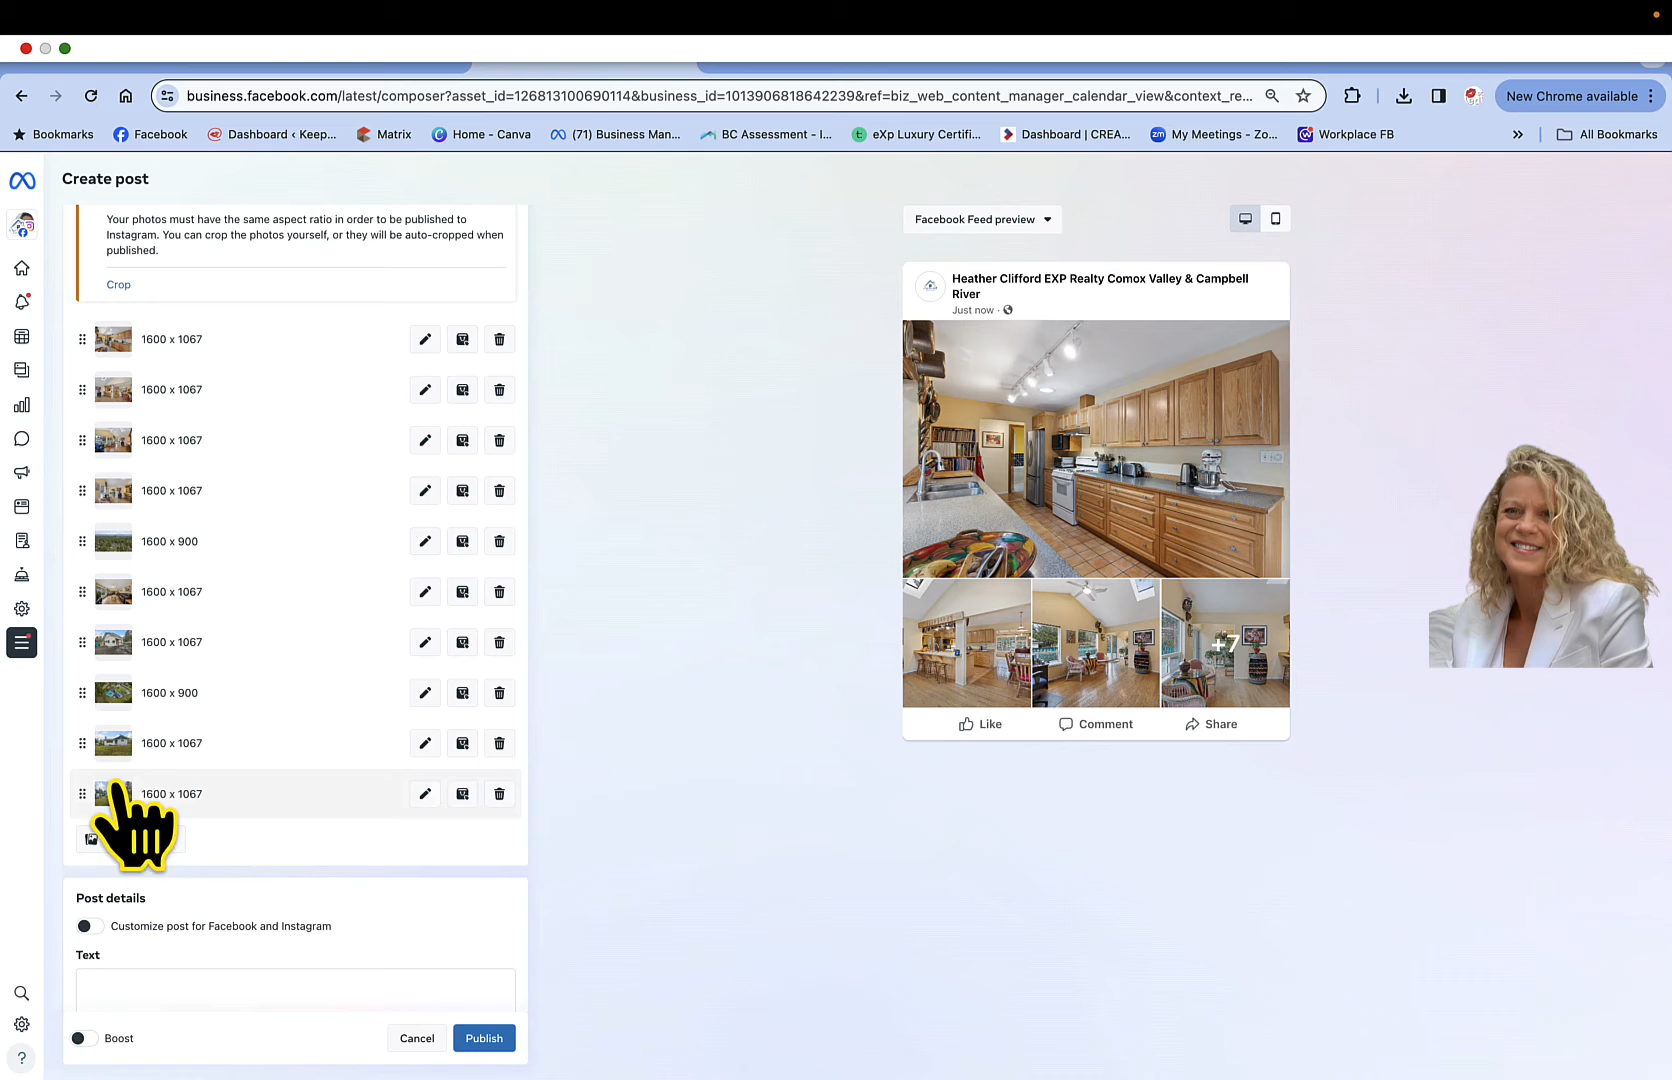 business.facebook.com/latest/composer?asset_id=126813100690114&business_id=1013906818642239&ref=biz_web_content_manager_calendar_view&context_re...
New Chrome available
Bookmarks
Facebook
Dashboard ‹ Keep...
Matrix
Home - Canva
(71) Business Man...
BC Assessment - I...
eXp Luxury Certifi...
Dashboard | CREA...
My Meetings - Zo...
Workplace FB
»
All Bookmarks
Create post
Your photos must have the same aspect ratio in order to be published to
Instagram. You can crop the photos yourself, or they will be auto-cropped when
published.
Crop
1600 x 1067
1600 x 1067
1600 x 1067
1600 x 1067
1600 x 900
1600 x 1067
1600 x 1067
1600 x 900
1600 x 1067
1600 x 1067
Post details
Customize post for Facebook and Instagram
Text
Boost
Cancel
Publish
Facebook Feed preview
Heather Clifford EXP Realty Comox Valley & Campbell
River
Just now ·
+7
Like
Comment
Share